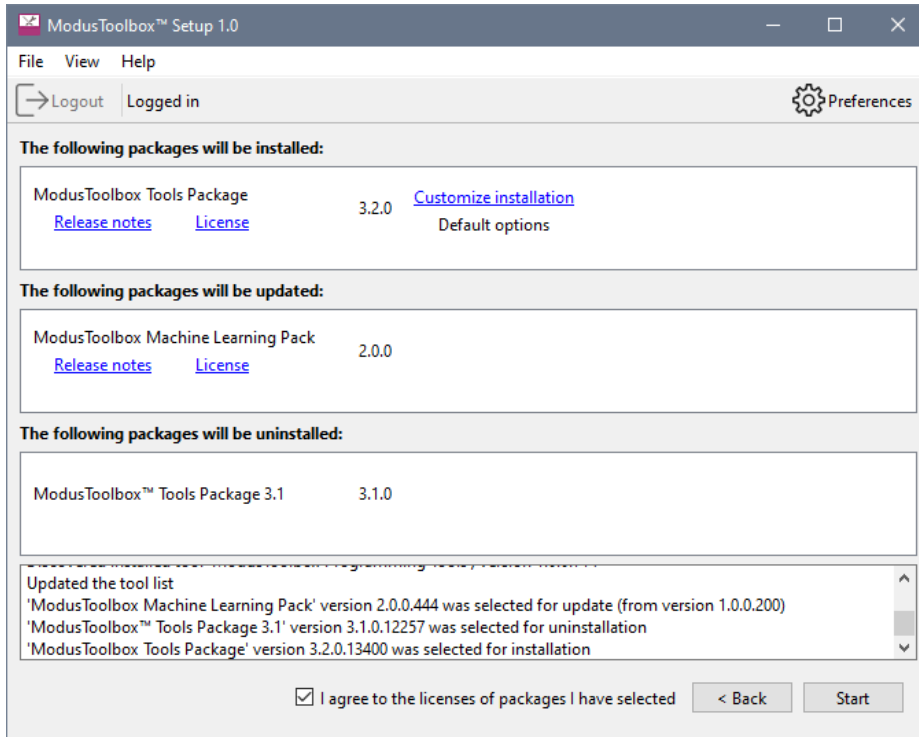 ModusToolbox™ Setup 1.0
File View Help
Logout Logged in Preferences
The following packages will be installed:
ModusToolbox Tools Package
3.2.0 Customize installation
Release notes License
Default options
The following packages will be updated:
ModusToolbox Machine Learning Pack
2.0.0
Release notes License
The following packages will be uninstalled:
ModusToolbox™ Tools Package 3.1 3.1.0
Updated the tool list
'ModusToolbox Machine Learning Pack' version 2.0.0.444 was selected for update (from version 1.0.0.200)
'ModusToolbox™ Tools Package 3.1' version 3.1.0.12257 was selected for uninstallation
'ModusToolbox Tools Package' version 3.2.0.13400 was selected for installation
I agree to the licenses of packages I have selected < Back Start